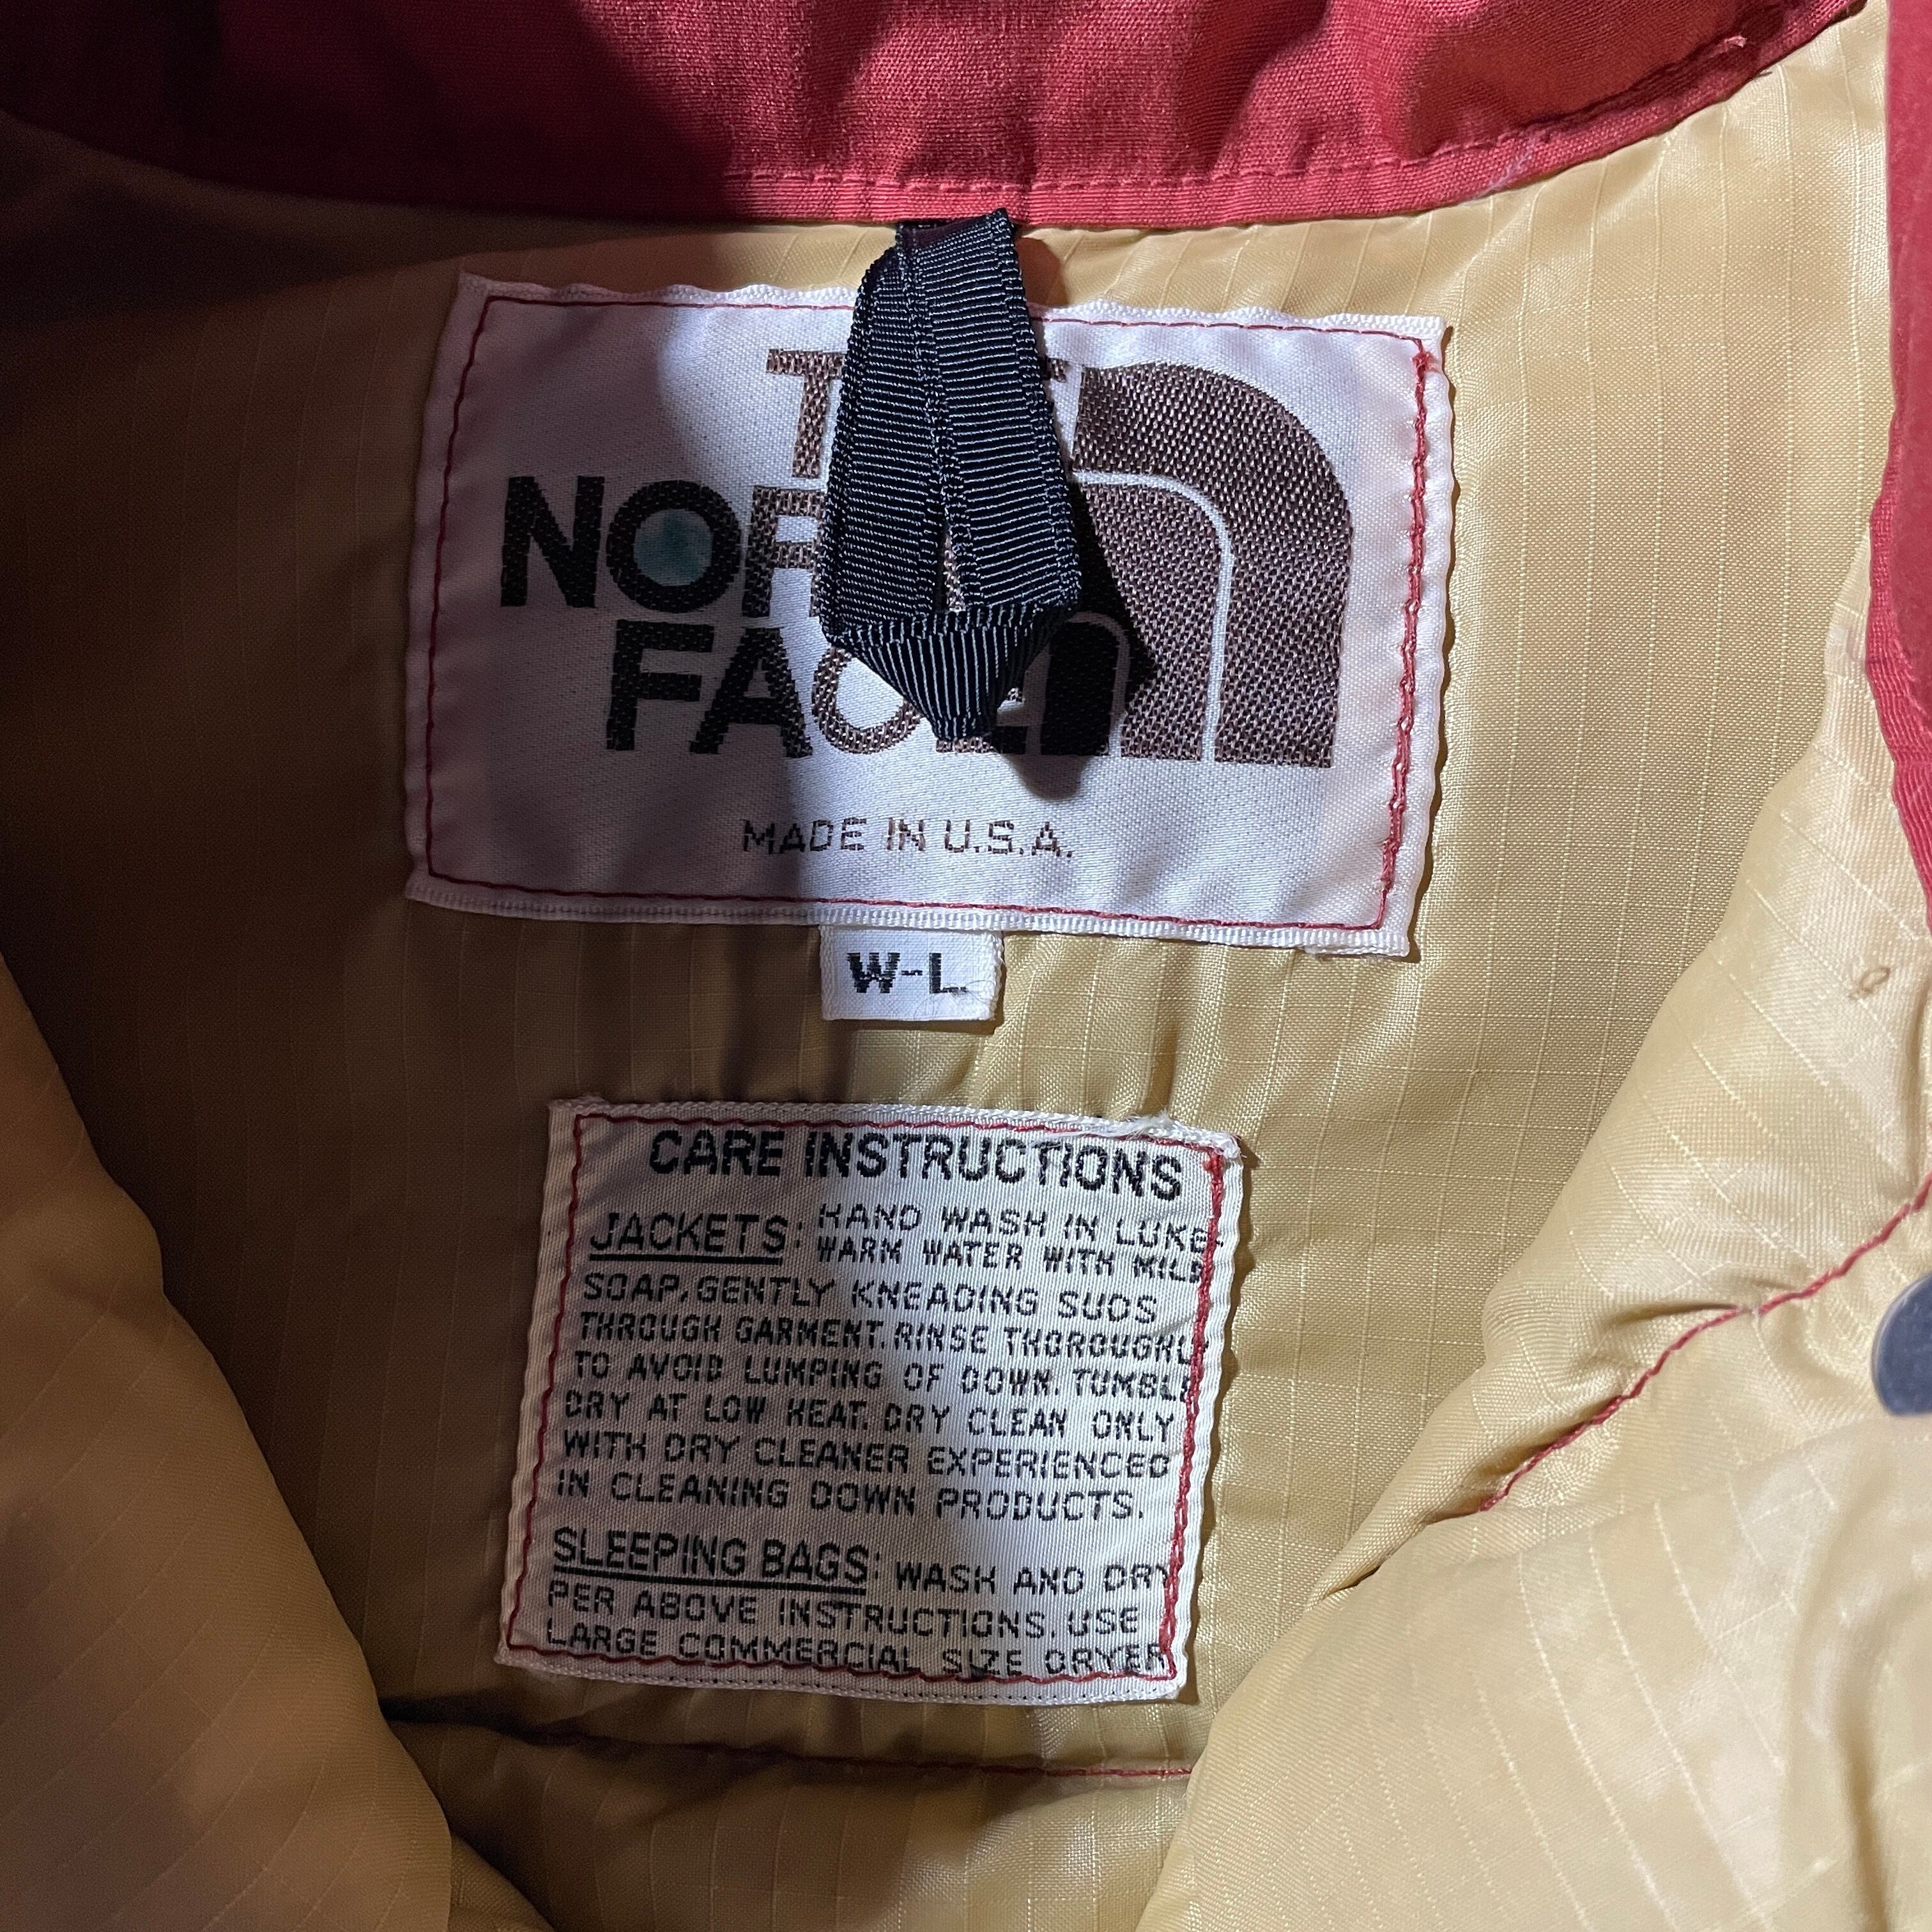 THE
NORTH
FACE
MADE IN U.S.A.
W-L.
CARE INSTRUCTIONS
JACKETS: HAND WASH IN LUKE-
WARM WATER WITH MILD
SOAP, GENTLY KNEADING SUDS
THROUGH GARMENT. RINSE THOROUGHL
TO AVOID LUMPING OF DOWN. TUMBL
DRY AT LOW HEAT. DRY CLEAN ONLY
WITH DRY CLEANER EXPERIENCED
IN CLEANING DOWN PRODUCTS.
SLEEPING BAGS: WASH AND DRY
PER ABOVE INSTRUCTIONS. USE
LARGE COMMERCIAL SIZE DRYER